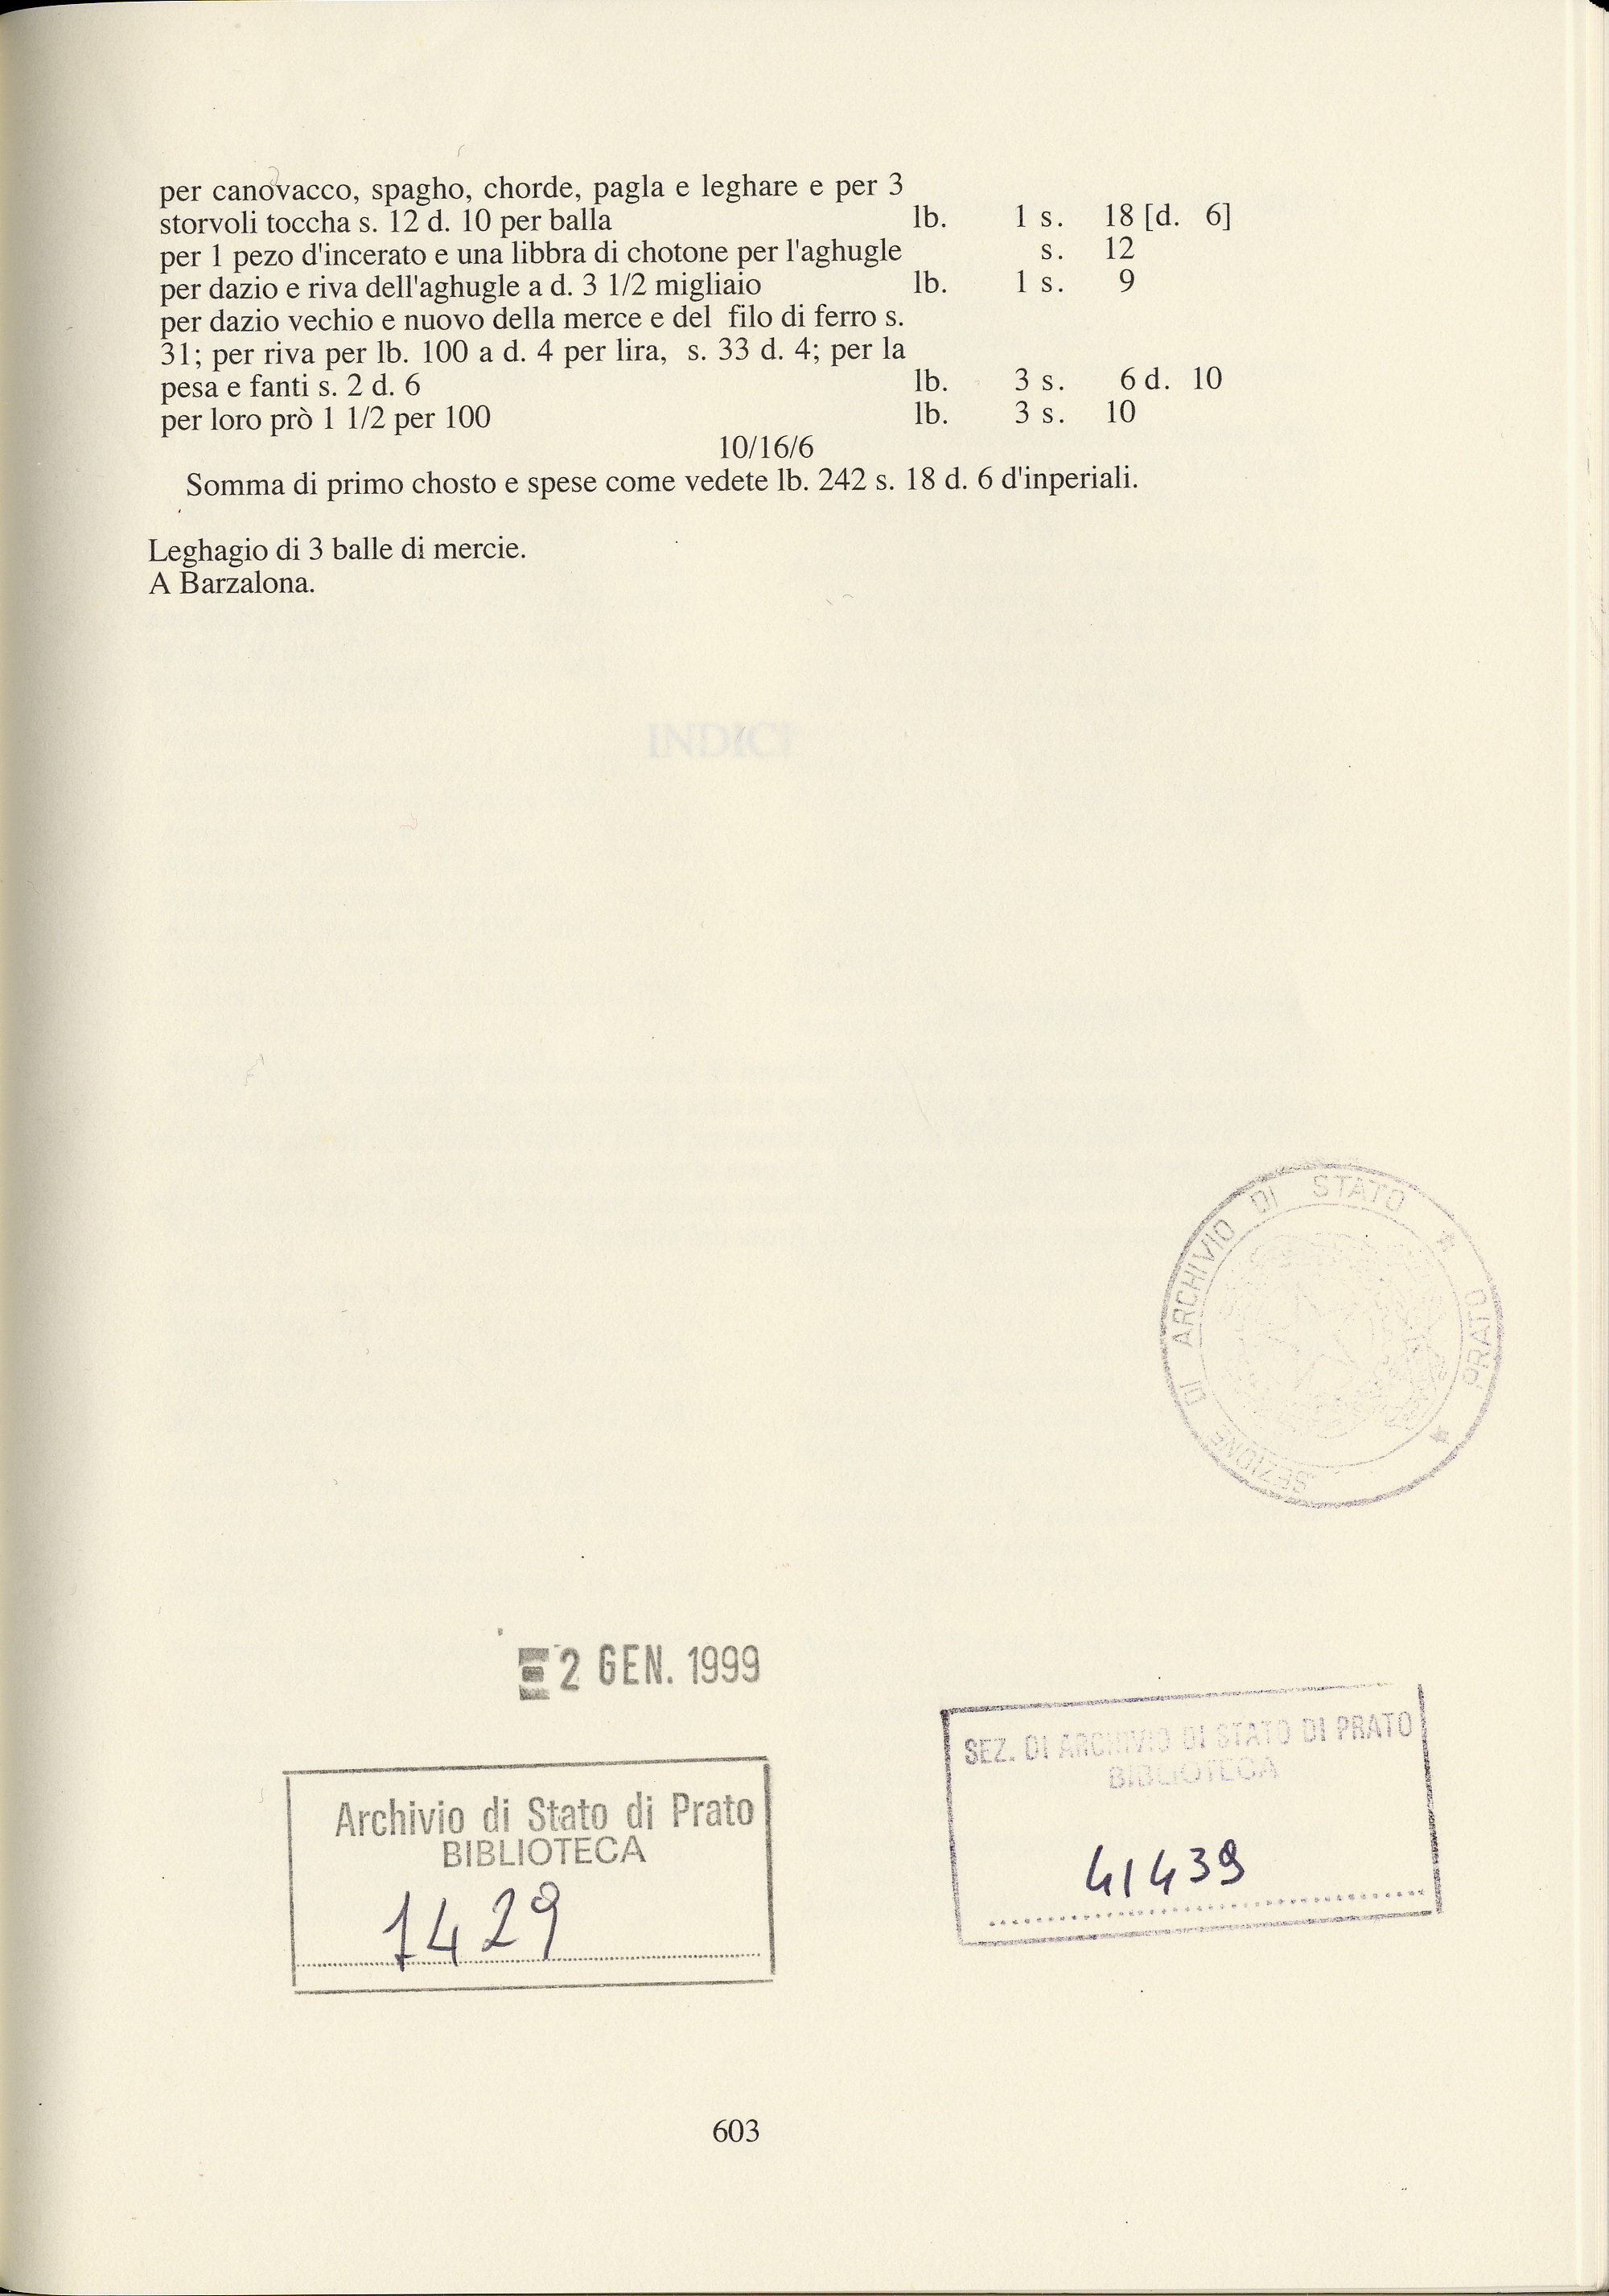 per canovacco, spagho, chorde, pagla e leghare e per 3
storvoli toccha s. 12 d. 10 per balla lb. 1 s. 18 [d. 6]
per 1 pezo d'incerato e una libbra di chotone per l'aghugle s. 12
per dazio e riva dell'aghugle a d. 3 1/2 migliaio lb. 1 s. 9
per dazio vechio e nuovo della merce e del filo di ferro s.
31; per riva per lb. 100 a d. 4 per lira, s. 33 d. 4; per la
pesa e fanti s. 2 d. 6 lb. 3 s. 6 d. 10
per loro prò 1 1/2 per 100 lb. 3 s. 10
10/16/6
Somma di primo chosto e spese come vedete lb. 242 s. 18 d. 6 d'inperiali.
Leghagio di 3 balle di mercie.
A Barzalona.
INDICI
SEZIONE DI ARCHIVIO DI STATO * PRATO *
2 GEN. 1999
SEZ. DI ARCHIVIO DI STATO DI PRATO
BIBLIOTECA
41439
Archivio di Stato di Prato
BIBLIOTECA
1429
603